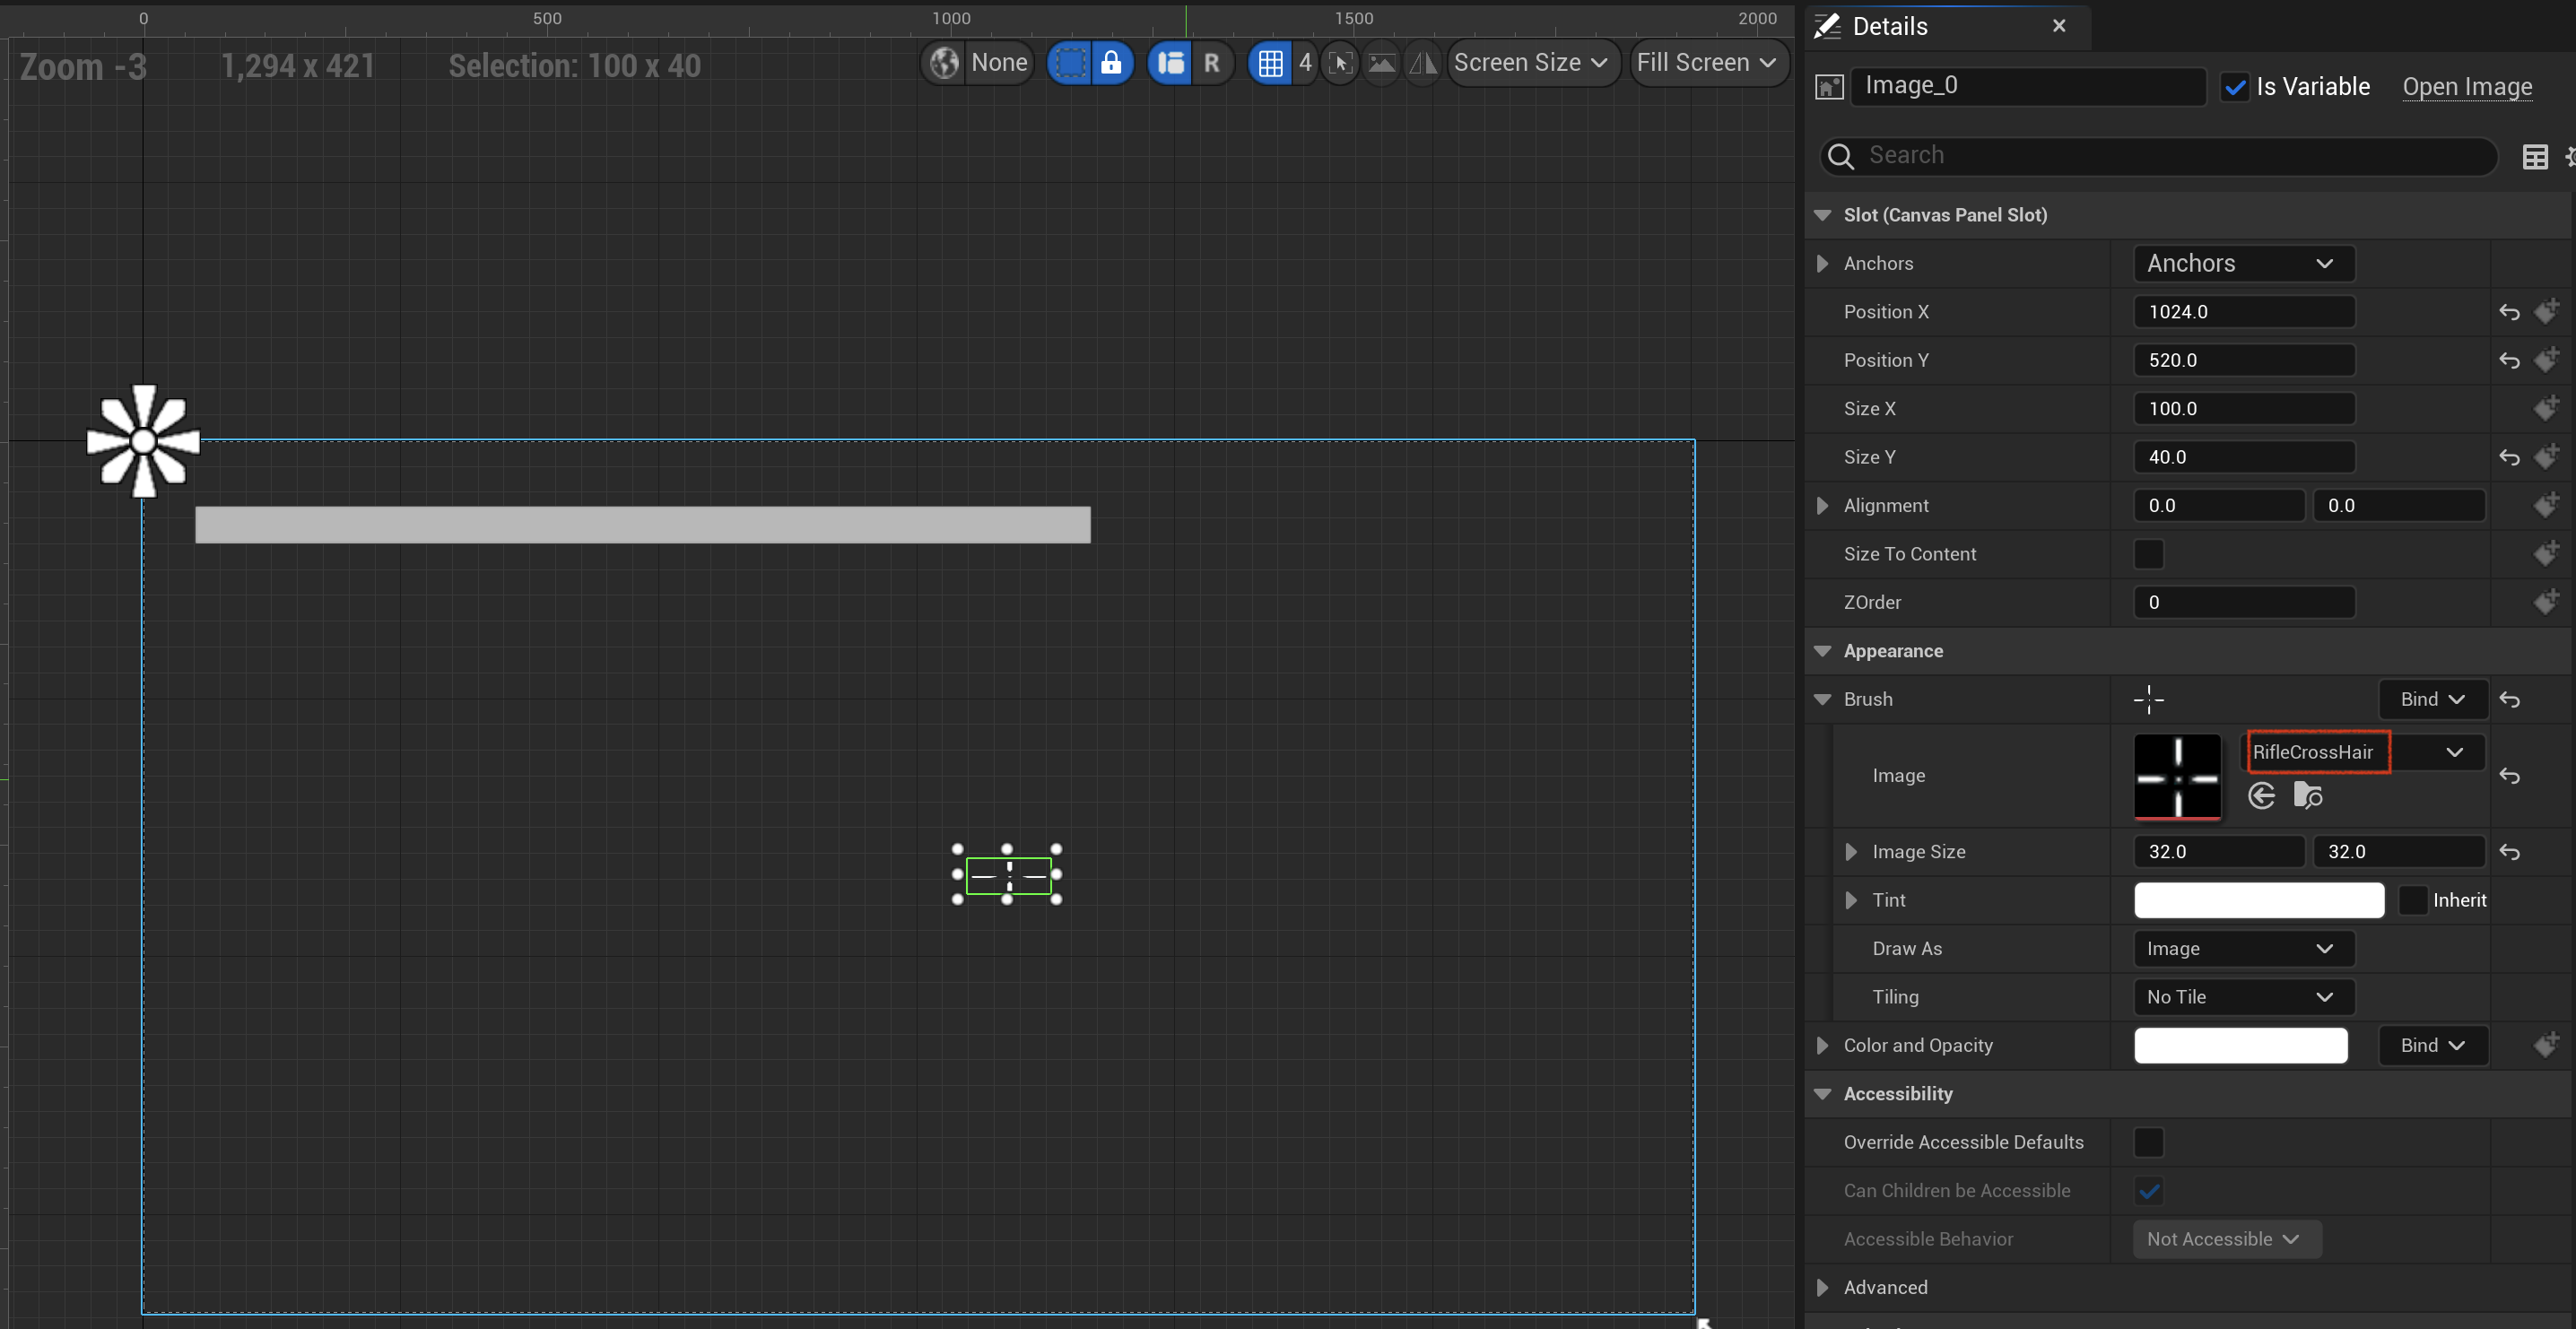 0 500 1000 1500 2000
Zoom -3 1,294 x 421 Selection: 100 x 40 None R 4 Screen Size Fill Screen
Details
Image_0 Is Variable Open Image
Search
Slot (Canvas Panel Slot)
Anchors Anchors
Position X 1024.0
Position Y 520.0
Size X 100.0
Size Y 40.0
Alignment 0.0 0.0
Size To Content
ZOrder 0
Appearance
Brush Bind
Image RifleCrossHair
Image Size 32.0 32.0
Tint Inherit
Draw As Image
Tiling No Tile
Color and Opacity Bind
Accessibility
Override Accessible Defaults
Can Children be Accessible
Accessible Behavior Not Accessible
Advanced